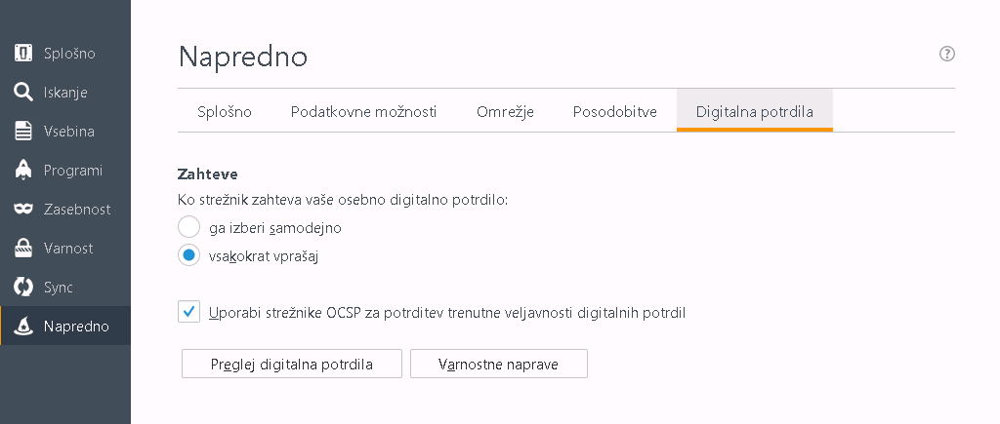 Splošno
Iskanje
Vsebina
Programi
Zasebnost
Varnost
Sync
Napredno
Napredno
Splošno Podatkovne možnosti Omrežje Posodobitve Digitalna potrdila
Zahteve
Ko strežnik zahteva vaše osebno digitalno potrdilo:
ga izberi samodejno
vsakokrat vprašaj
Uporabi strežnike OCSP za potrditev trenutne veljavnosti digitalnih potrdil
Preglej digitalna potrdila Varnostne naprave